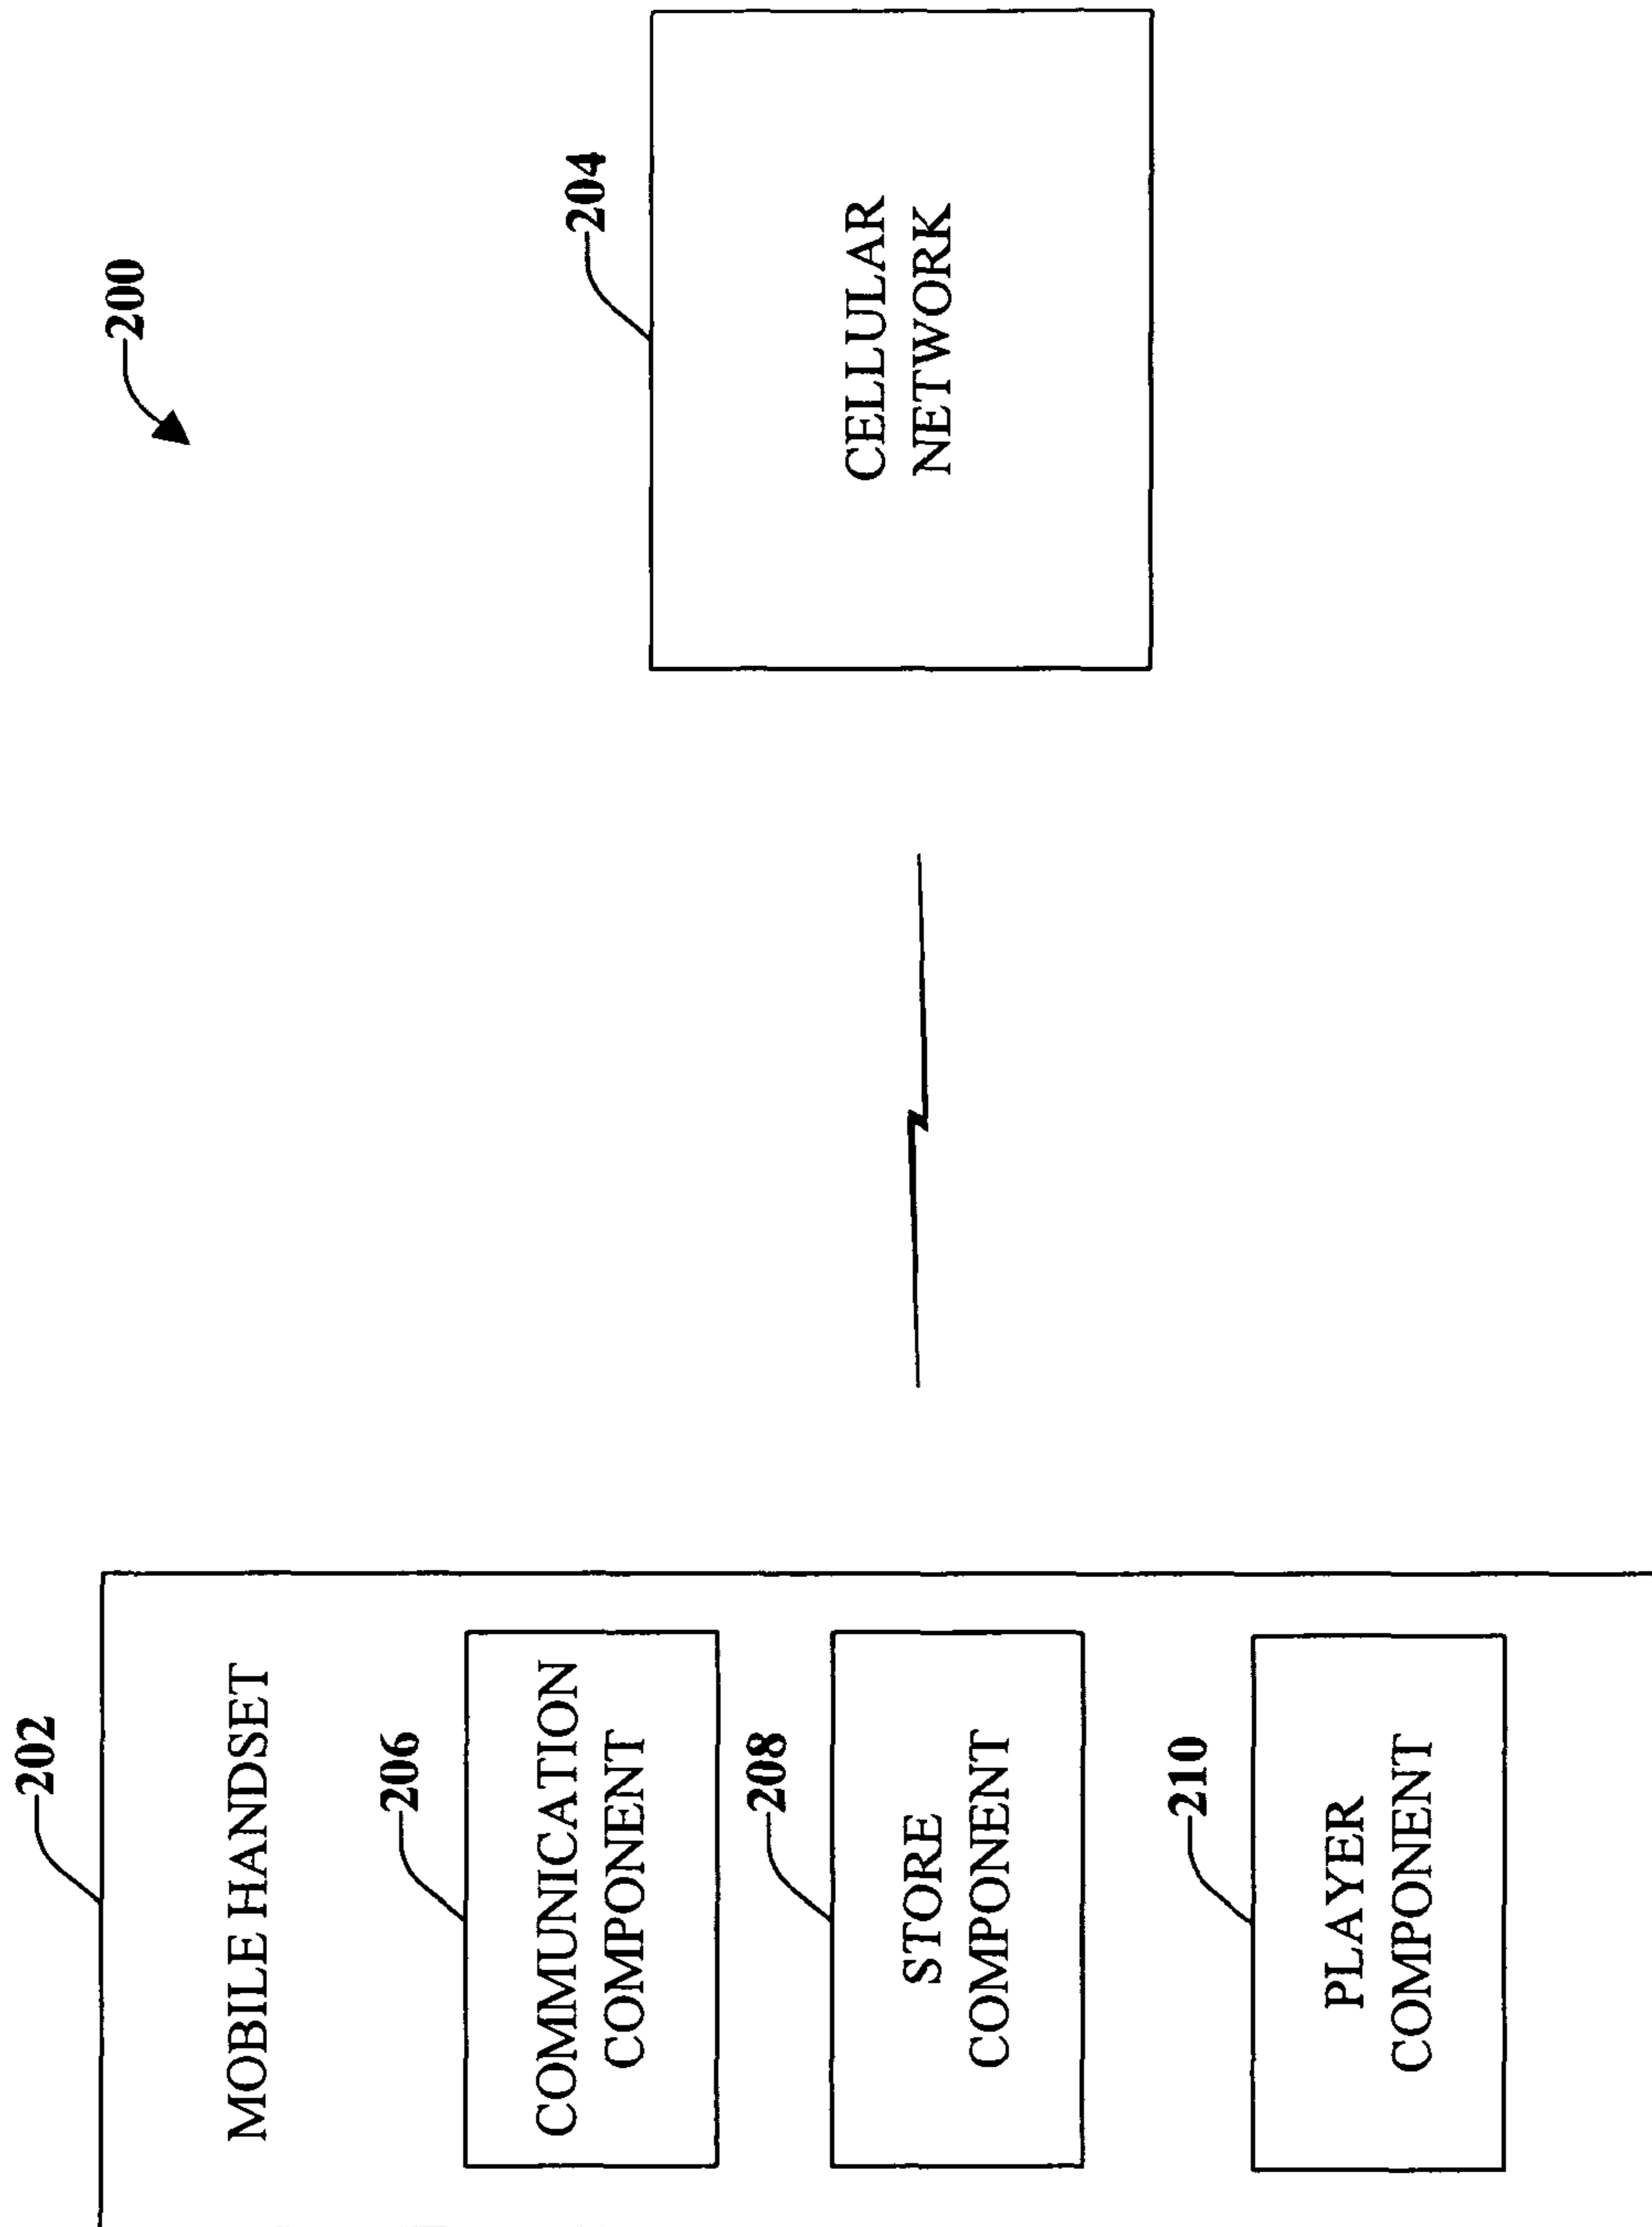 200
202
MOBILE HANDSET
206
COMMUNICATION
COMPONENT
208
STORE
COMPONENT
210
PLAYER
COMPONENT
204
CELLULAR
NETWORK